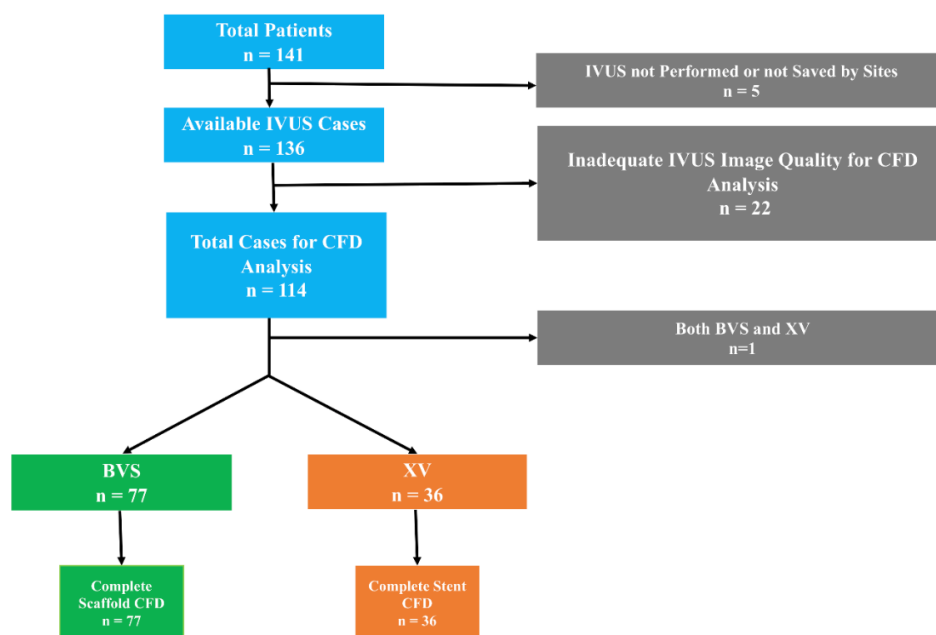 Total Patients
n = 141
IVUS not Performed or not Saved by Sites
n = 5
Available IVUS Cases
n = 136
Inadequate IVUS Image Quality for CFD
Analysis
n = 22
Total Cases for CFD
Analysis
n = 114
Both BVS and XV
n=1
BVS
n = 77
XV
n = 36
Complete
Scaffold CFD
n = 77
Complete Stent
CFD
n = 36